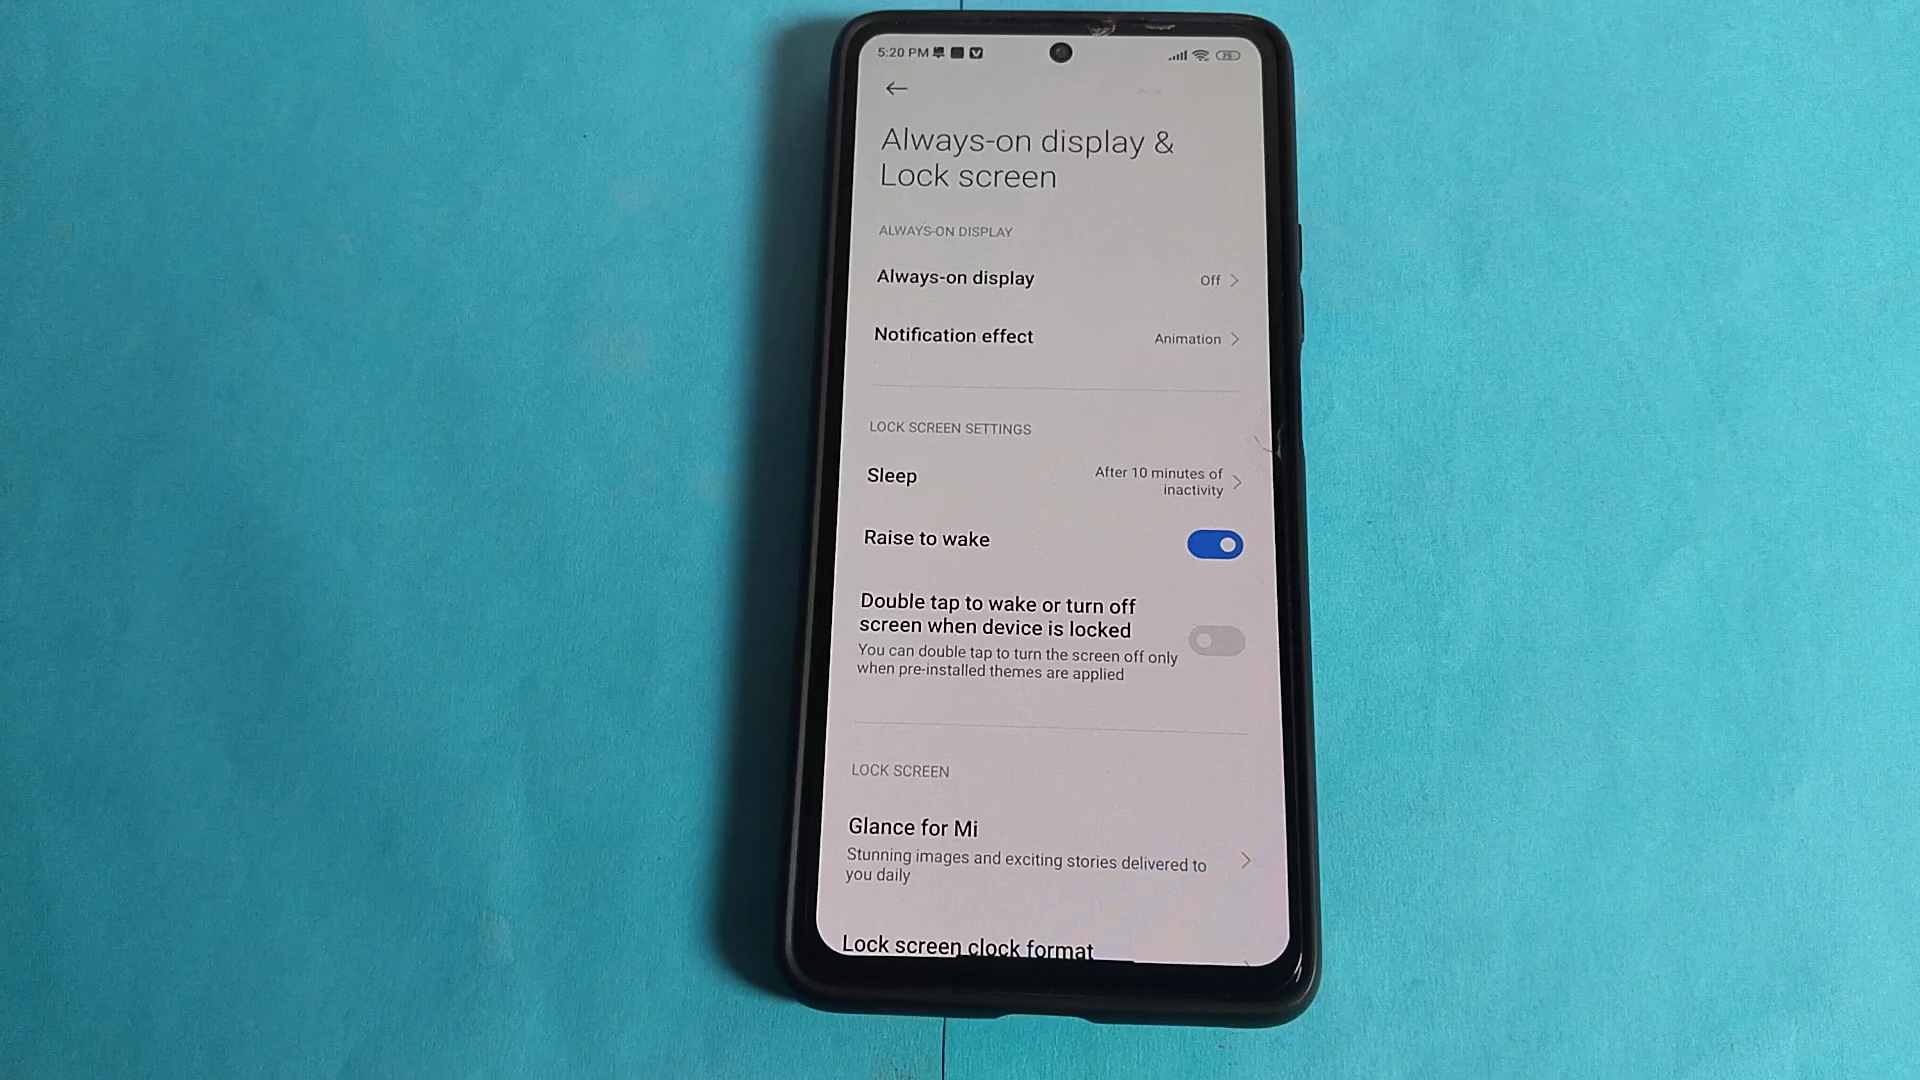 5:20 PM
75
Always-on display &
Lock screen
ALWAYS-ON DISPLAY
Always-on display
Off
Notification effect
Animation
LOCK SCREEN SETTINGS
Sleep
After 10 minutes of
inactivity
Raise to wake
Double tap to wake or turn off
screen when device is locked
You can double tap to turn the screen off only
when pre-installed themes are applied
LOCK SCREEN
Glance for Mi
Stunning images and exciting stories delivered to
you daily
Lock screen clock format